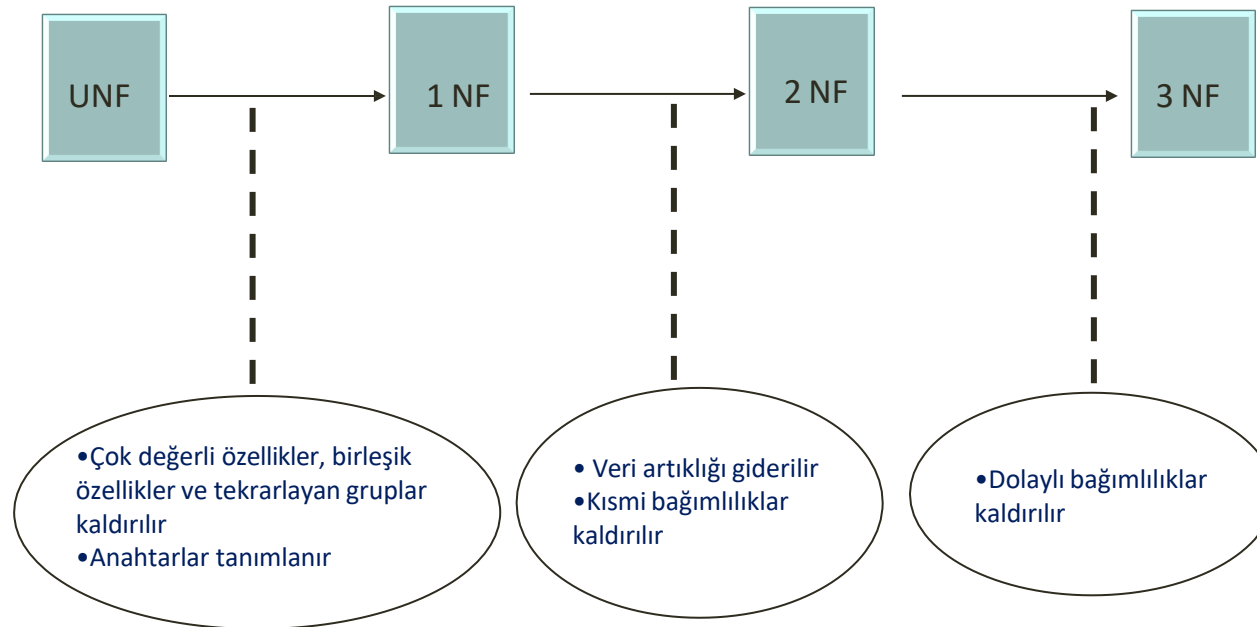 UNF
1 NF
2 NF
3 NF
•Çok değerli özellikler, birleşik
özellikler ve tekrarlayan gruplar
kaldırılır
•Anahtarlar tanımlanır
• Veri artıklığı giderilir
•Kısmi bağımlılıklar
kaldırılır
•Dolaylı bağımlılıklar
kaldırılır